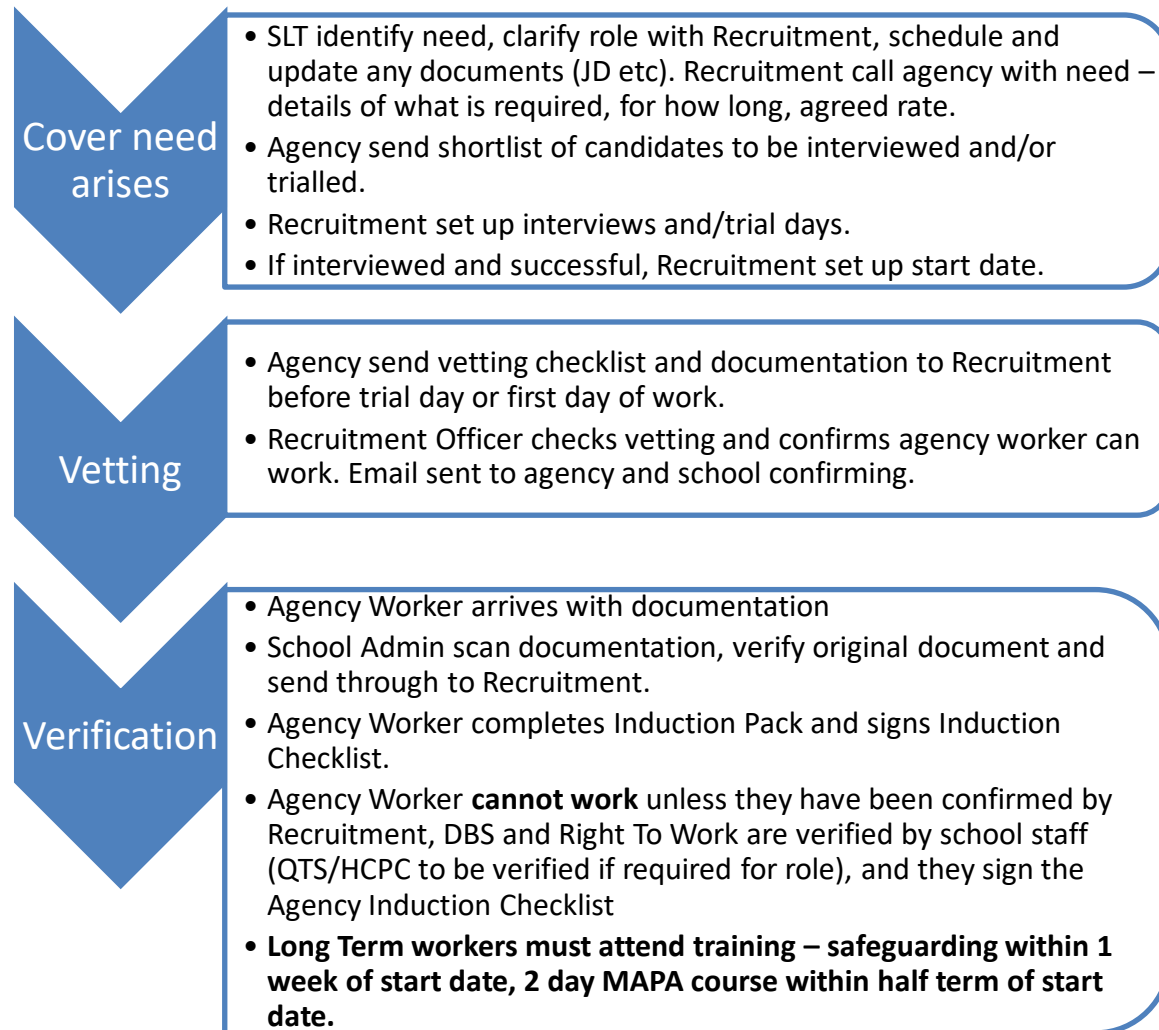 Cover need
arises
• SLT identify need, clarify role with Recruitment, schedule and
update any documents (JD etc). Recruitment call agency with need –
details of what is required, for how long, agreed rate.
• Agency send shortlist of candidates to be interviewed and/or
trialled.
• Recruitment set up interviews and/trial days.
• If interviewed and successful, Recruitment set up start date.
Vetting
• Agency send vetting checklist and documentation to Recruitment
before trial day or first day of work.
• Recruitment Officer checks vetting and confirms agency worker can
work. Email sent to agency and school confirming.
Verification
• Agency Worker arrives with documentation
• School Admin scan documentation, verify original document and
send through to Recruitment.
• Agency Worker completes Induction Pack and signs Induction
Checklist.
• Agency Worker cannot work unless they have been confirmed by
Recruitment, DBS and Right To Work are verified by school staff
(QTS/HCPC to be verified if required for role), and they sign the
Agency Induction Checklist
• Long Term workers must attend training – safeguarding within 1
week of start date, 2 day MAPA course within half term of start
date.